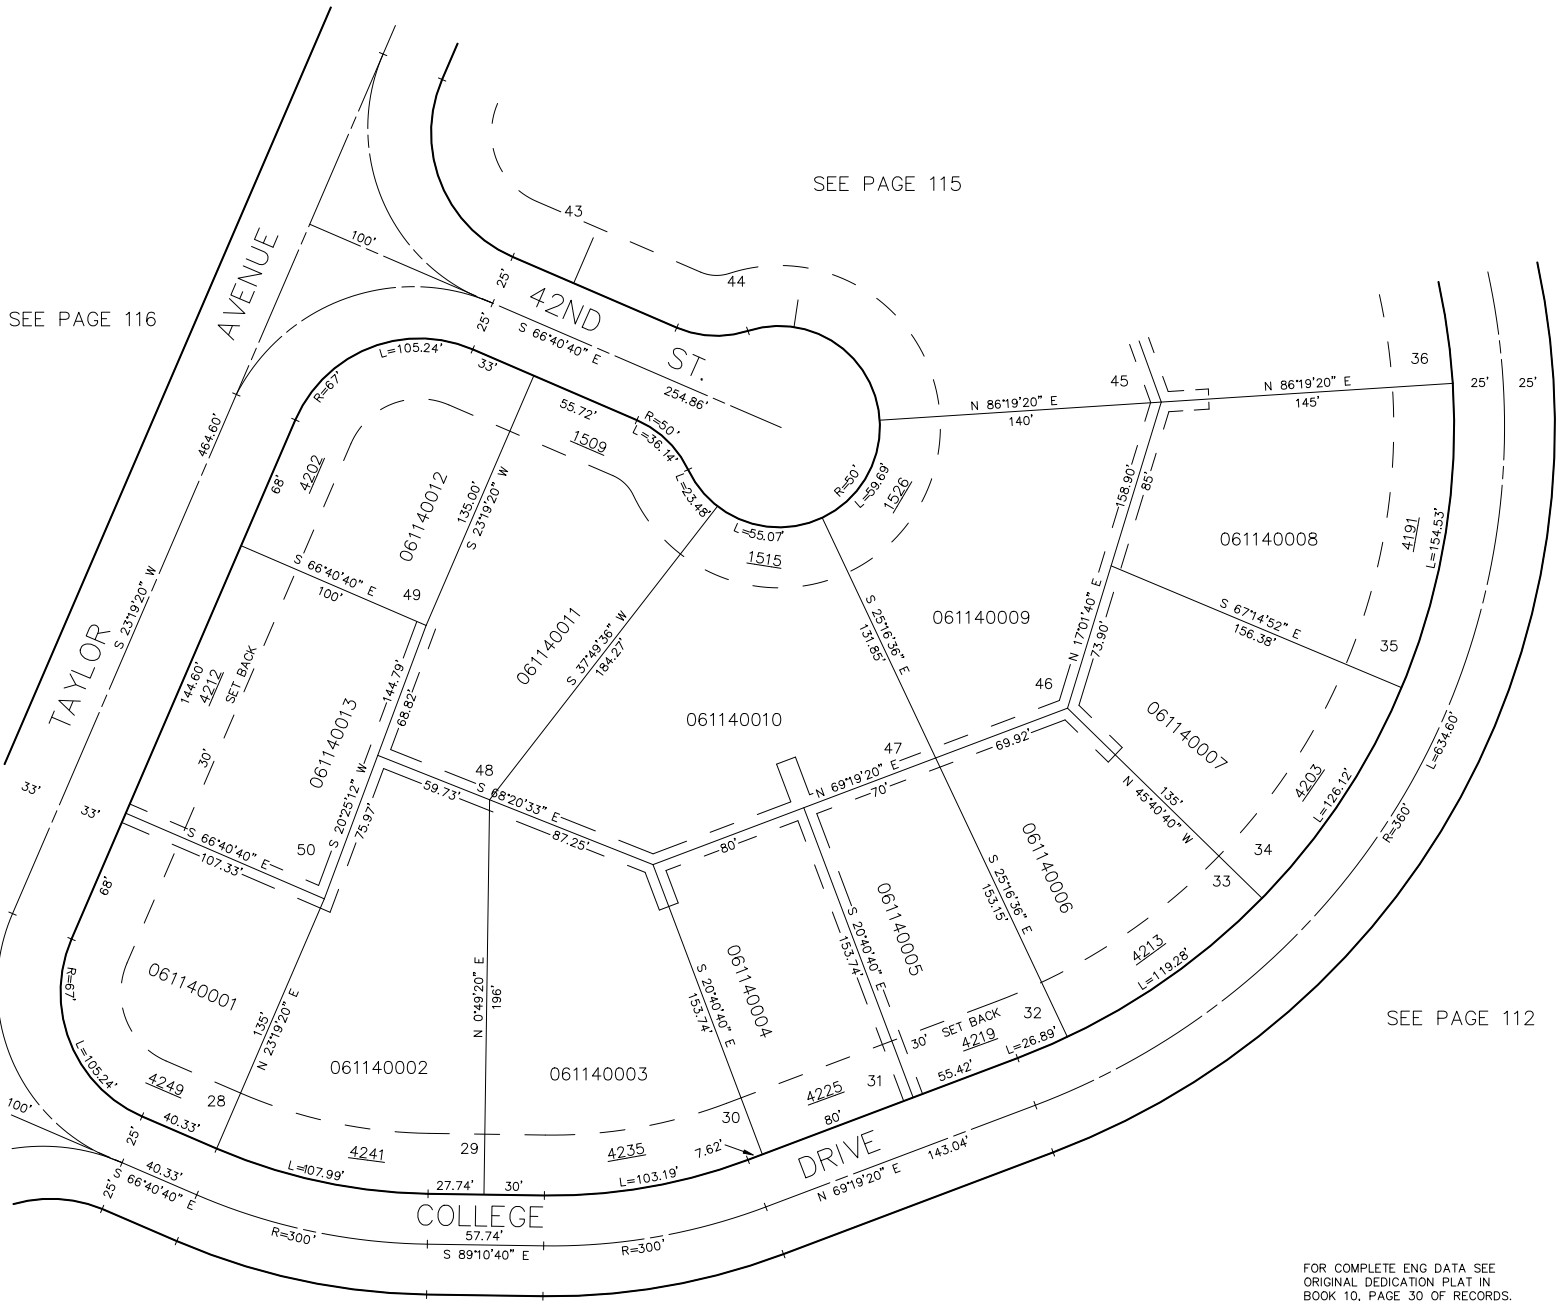 SEE PAGE 115
SEE PAGE 116
SEE PAGE 112
TAYLOR AVENUE
42ND ST.
COLLEGE DRIVE
43
44
45
36
100'
25'
25'
S 66°40'40" E
254.86'
L=105.24'
33'
R=67'
55.72'
R=50'
L=36.14'
1509
L=23.48'
L=55.07'
1515
R=50'
L=59.69'
1526
N 86°19'20" E
140'
N 86°19'20" E
145'
25'
25'
464.60'
S 23°19'20" W
68'
4202
061140012
135.00'
S 23°19'20" W
S 66°40'40" E
100'
49
061140011
S 37°49'36" W
184.27'
158.90'
85'
061140008
4191
L=154.53'
061140009
S 25°16'36" E
131.85'
N 17°01'40" E
73.90'
S 67°14'52" E
156.38'
35
144.60'
4212
SET BACK
30'
061140013
144.79'
68.82'
061140010
46
061140007
L=634.60'
33'
33'
S 20°25'12" W
75.97'
48
59.73'
S 68°20'33" E
87.25'
47
N 69°19'20" E
70'
69.92'
135'
N 45°40'40" W
4203
L=126.12'
R=360'
S 66°40'40" E
107.33'
50
80'
061140006
34
33
68'
R=67'
061140001
135'
N 23°19'20" E
N 0°49'20" E
196'
S 20°40'40" E
153.74'
061140004
S 20°40'40" E
153.74'
061140005
S 25°16'36" E
153.15'
4213
L=119.28'
32
30'
SET BACK
4219
L=26.89'
55.42'
L=105.24'
4249
28
061140002
061140003
31
4225
80'
30
100'
25'
40.33'
40.33'
S 66°40'40" E
25'
L=107.99'
4241
29
4235
7.62'
L=103.19'
27.74'
30'
57.74'
S 89°10'40" E
R=300'
R=300'
N 69°19'20" E
143.04'
FOR COMPLETE ENG DATA SEE
ORIGINAL DEDICATION PLAT IN
BOOK 10, PAGE 30 OF RECORDS.